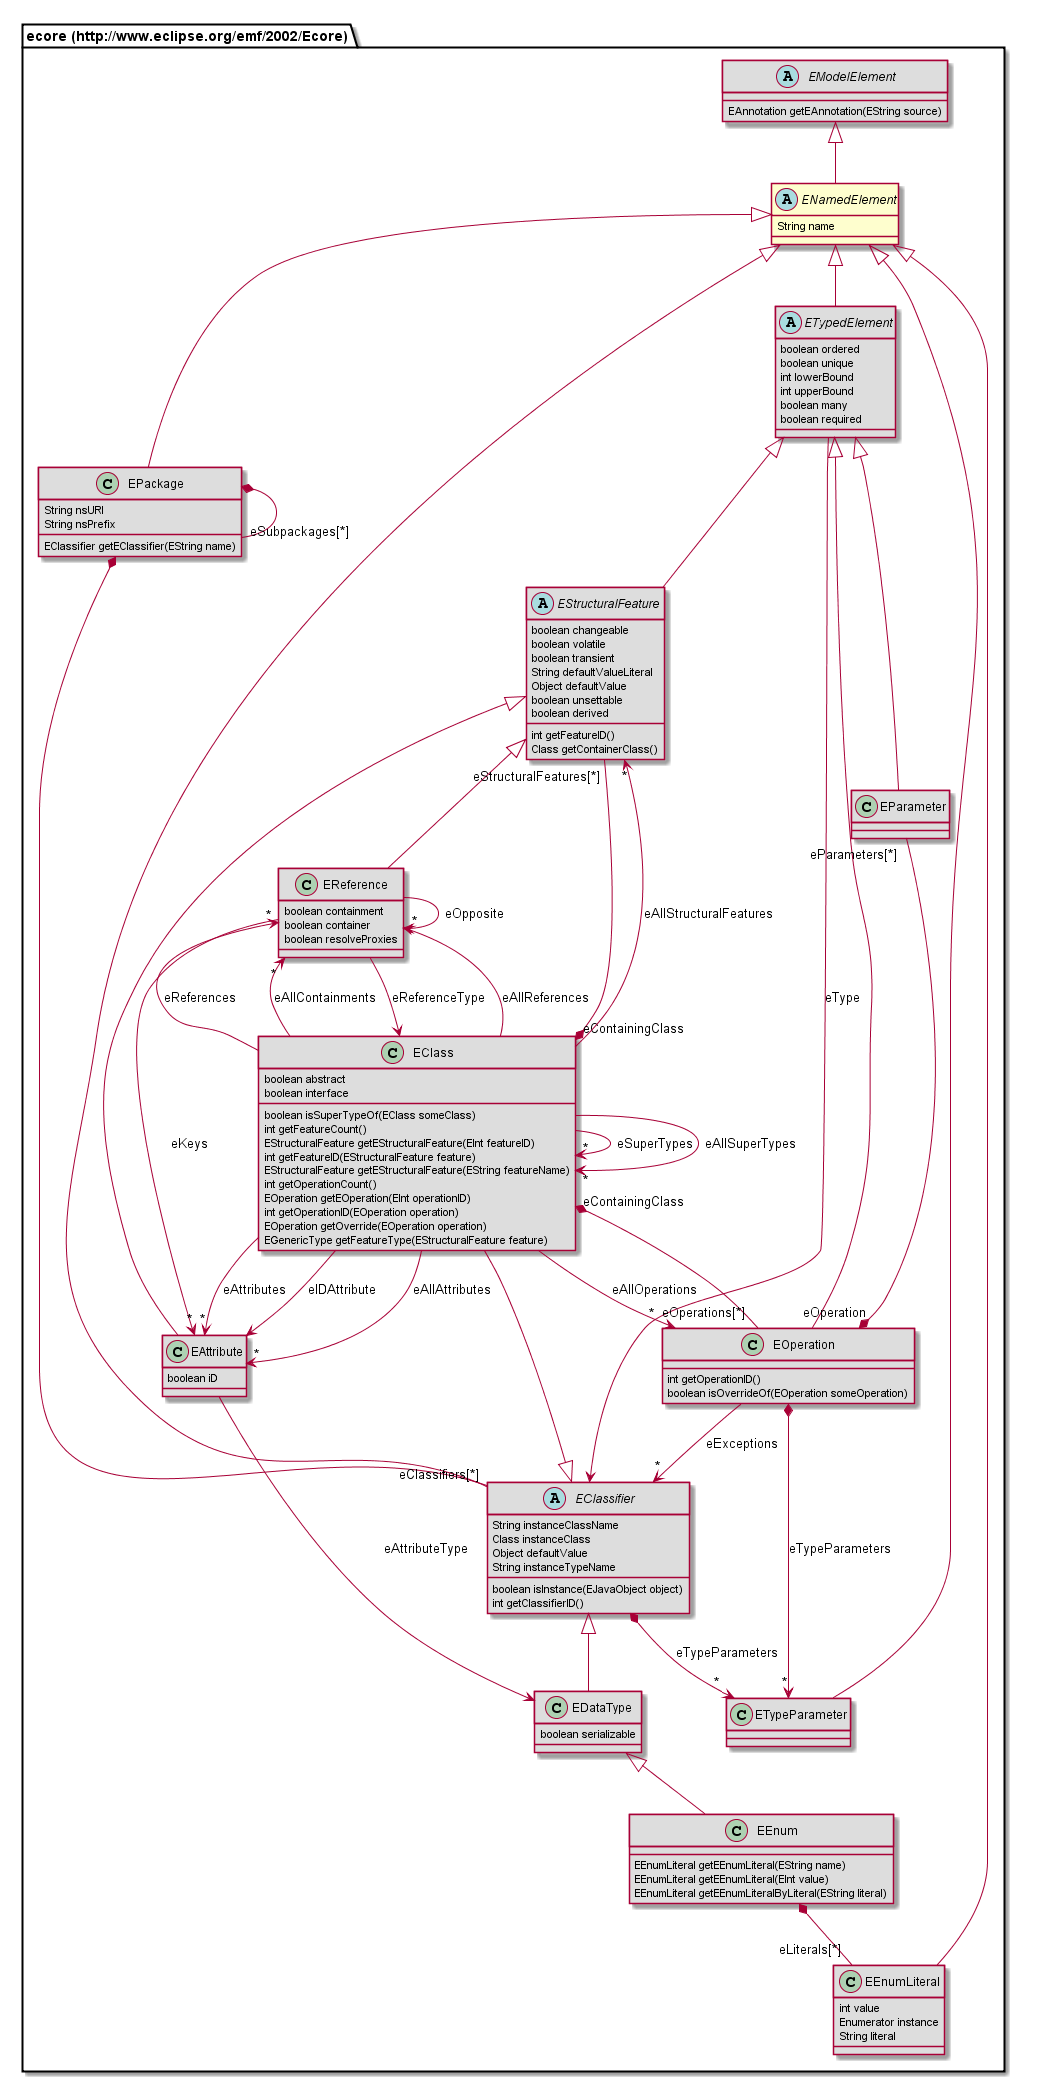 ecore (http://www.eclipse.org/emf/2002/Ecore)
A EModelElement
EAnnotation getEAnnotation(EString source)
A ENamedElement
String name
A ETypedElement
boolean ordered
boolean unique
int lowerBound
int upperBound
boolean many
boolean required
C EPackage
String nsURI
String nsPrefix
EClassifier getEClassifier(EString name)
eSubpackages[*]
A EStructuralFeature
boolean changeable
boolean volatile
boolean transient
String defaultValueLiteral
Object defaultValue
boolean unsettable
boolean derived
int getFeatureID()
Class getContainerClass()
eStructuralFeatures[*]
*
C EParameter
eParameters[*]
C EReference
boolean containment
boolean container
boolean resolveProxies
*
*
eOpposite
eAllStructuralFeatures
*
eReferences
eAllContainments
eReferenceType
eAllReferences
eType
eContainingClass
C EClass
boolean abstract
boolean interface
boolean isSuperTypeOf(EClass someClass)
int getFeatureCount()
EStructuralFeature getEStructuralFeature(EInt featureID)
int getFeatureID(EStructuralFeature feature)
EStructuralFeature getEStructuralFeature(EString featureName)
int getOperationCount()
EOperation getEOperation(EInt operationID)
int getOperationID(EOperation operation)
EOperation getOverride(EOperation operation)
EGenericType getFeatureType(EStructuralFeature feature)
eKeys
*
eSuperTypes
eAllSuperTypes
*
eContainingClass
eAttributes
eIDAttribute
eAllAttributes
eAllOperations
*
*
*
eOperations[*]
eOperation
C EAttribute
boolean iD
*
C EOperation
int getOperationID()
boolean isOverrideOf(EOperation someOperation)
eExceptions
*
eClassifiers[*]
A EClassifier
String instanceClassName
Class instanceClass
Object defaultValue
String instanceTypeName
boolean isInstance(EJavaObject object)
int getClassifierID()
eAttributeType
eTypeParameters
eTypeParameters
*
*
C EDataType
boolean serializable
C ETypeParameter
C EEnum
EEnumLiteral getEEnumLiteral(EString name)
EEnumLiteral getEEnumLiteral(EInt value)
EEnumLiteral getEEnumLiteralByLiteral(EString literal)
eLiterals[*]
C EEnumLiteral
int value
Enumerator instance
String literal